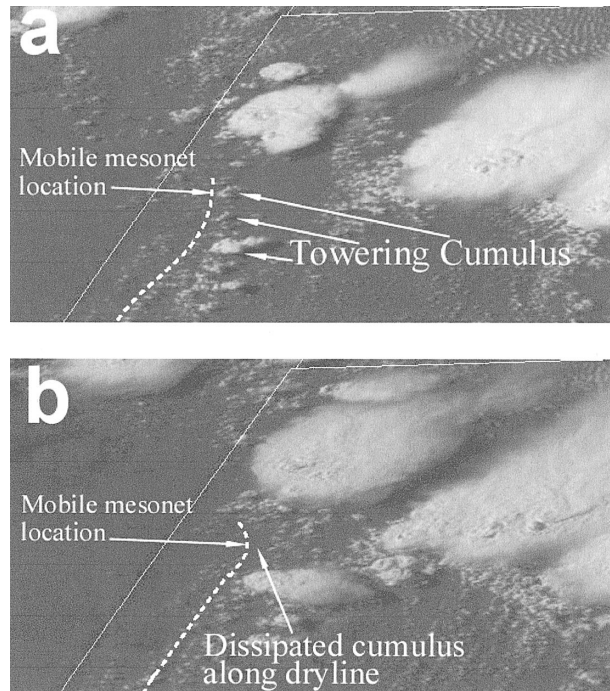 a
Mobile mesonet
location
Towering Cumulus
b
Mobile mesonet
location
Dissipated cumulus
along dryline